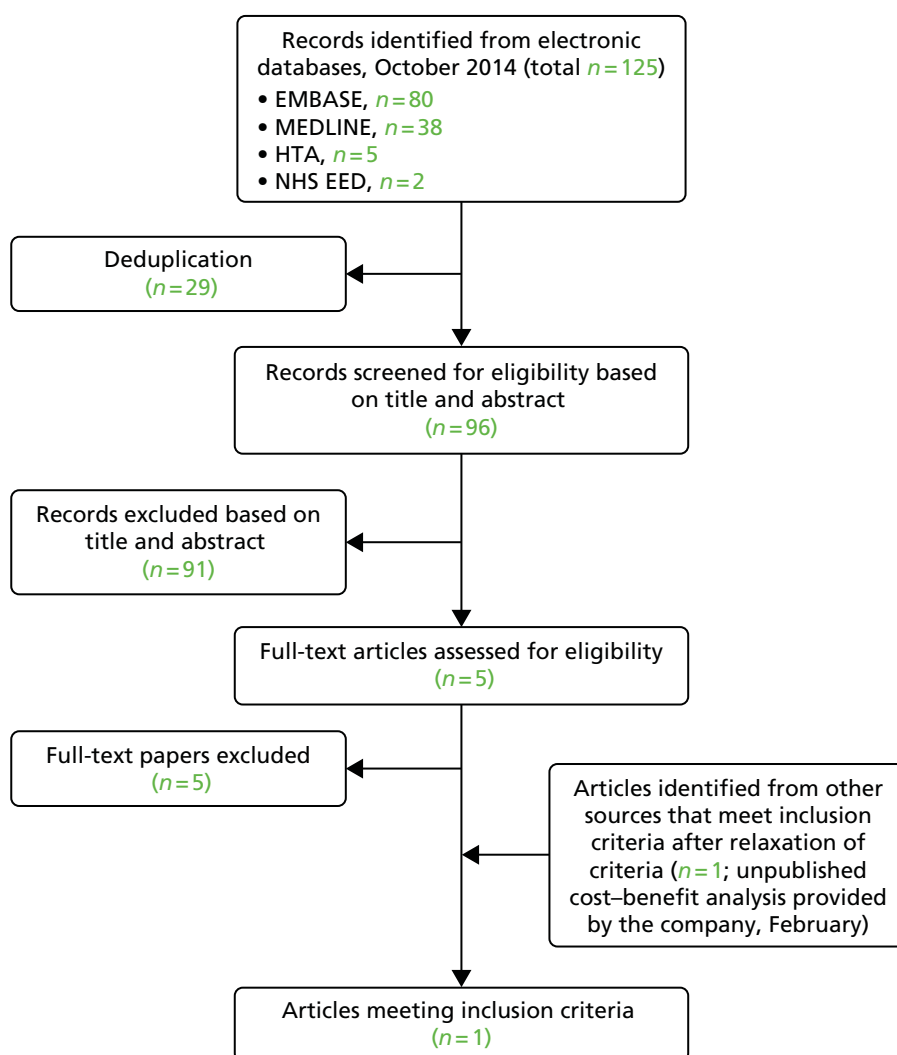 Records identified from electronic
databases, October 2014 (total n=125)
• EMBASE, n=80
• MEDLINE, n=38
• HTA, n=5
• NHS EED, n=2
Deduplication
(n=29)
Records screened for eligibility based
on title and abstract
(n=96)
Records excluded based on
title and abstract
(n=91)
Full-text articles assessed for eligibility
(n=5)
Full-text papers excluded
(n=5)
Articles identified from other
sources that meet inclusion
criteria after relaxation of
criteria (n=1; unpublished
cost–benefit analysis provided
by the company, February)
Articles meeting inclusion criteria
(n=1)